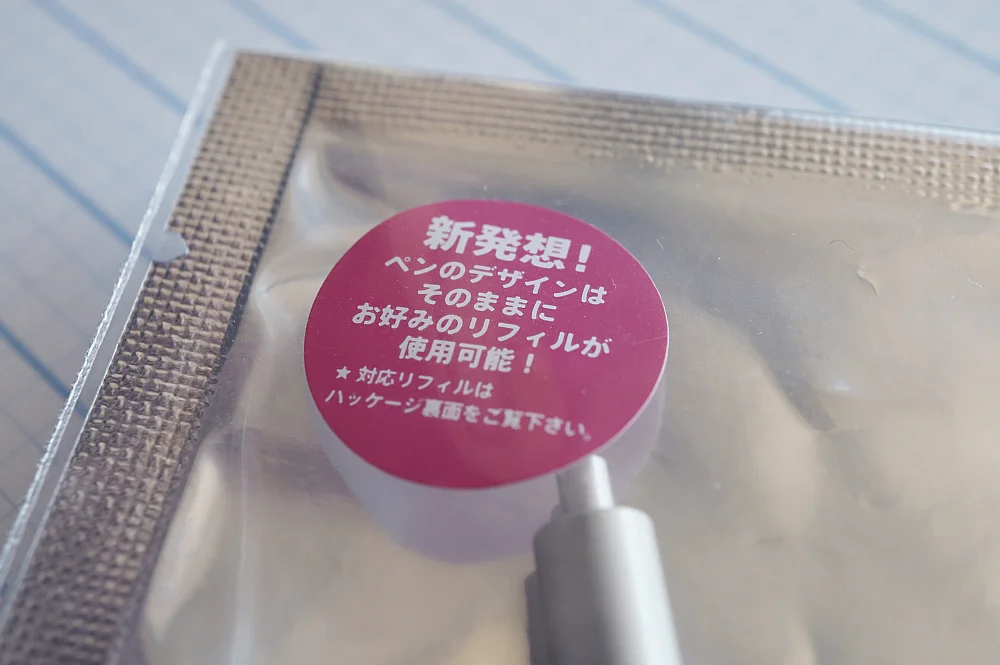 新発想！
ペンのデザインは
そのままに
お好みのリフィルが
使用可能！
★対応リフィルは
パッケージ裏面をご覧下さい。